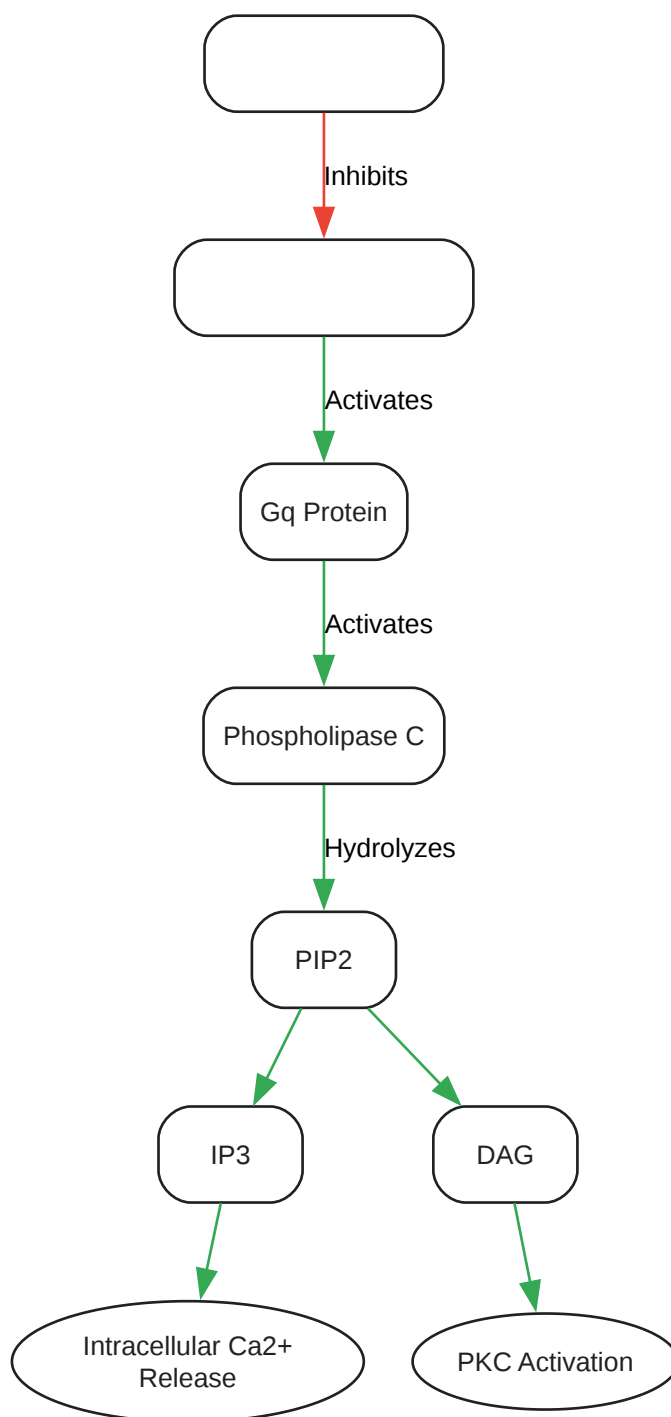 Inhibits
Activates
Gq Protein
Activates
Phospholipase C
Hydrolyzes
PIP2
IP3
DAG
Intracellular Ca2+
Release
PKC Activation